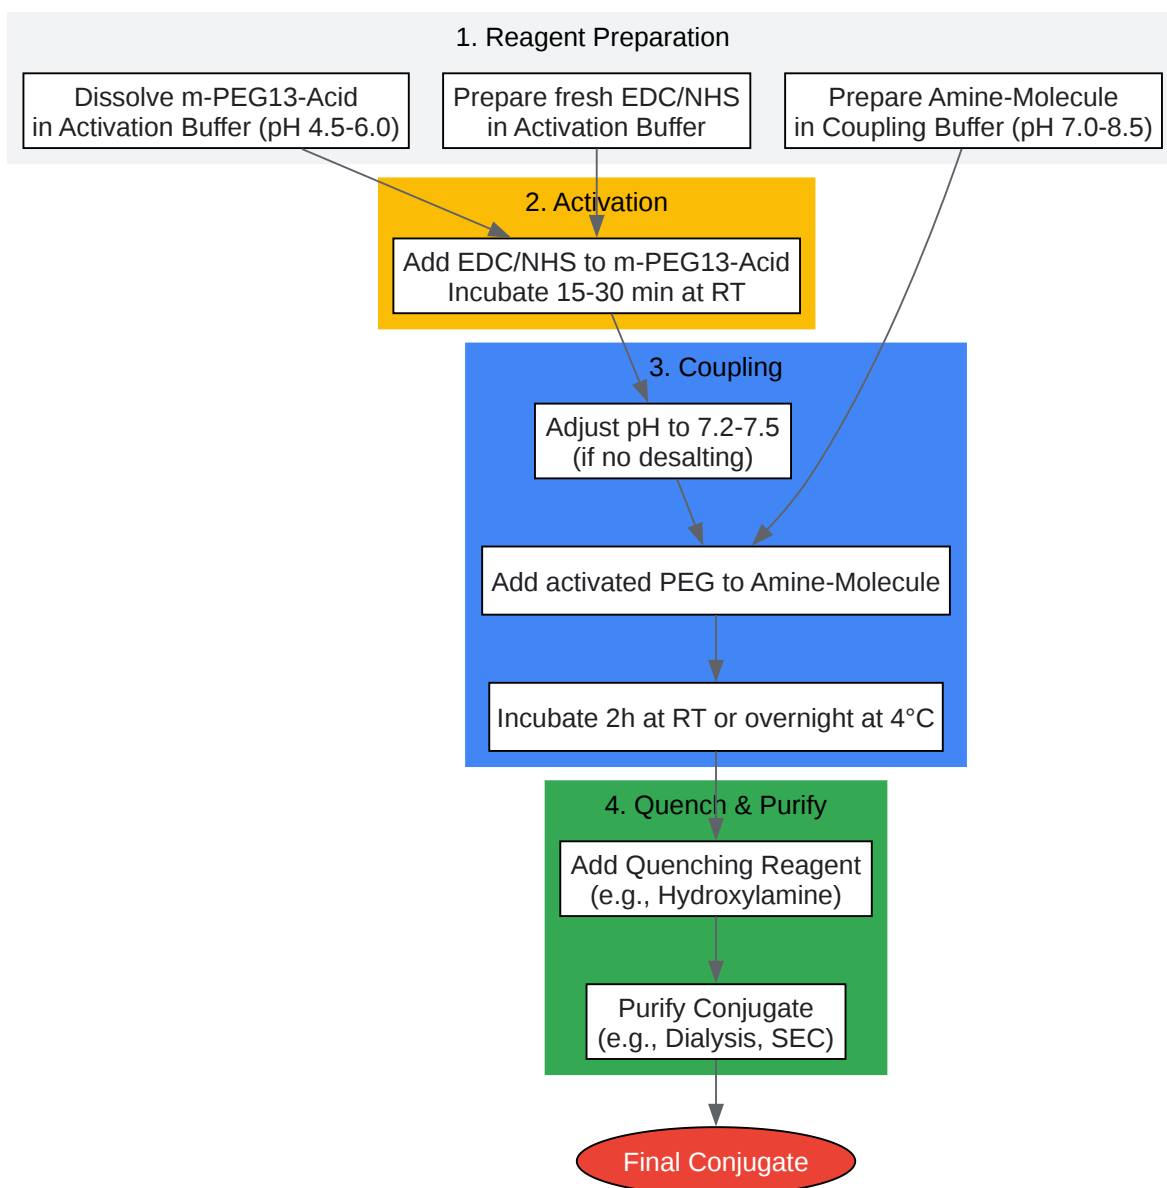 1. Reagent Preparation
Dissolve m-PEG13-Acid
in Activation Buffer (pH 4.5-6.0)
Prepare fresh EDC/NHS
in Activation Buffer
Prepare Amine-Molecule
in Coupling Buffer (pH 7.0-8.5)
2. Activation
Add EDC/NHS to m-PEG13-Acid
Incubate 15-30 min at RT
3. Coupling
Adjust pH to 7.2-7.5
(if no desalting)
Add activated PEG to Amine-Molecule
Incubate 2h at RT or overnight at 4°C
4. Quench & Purify
Add Quenching Reagent
(e.g., Hydroxylamine)
Purify Conjugate
(e.g., Dialysis, SEC)
Final Conjugate